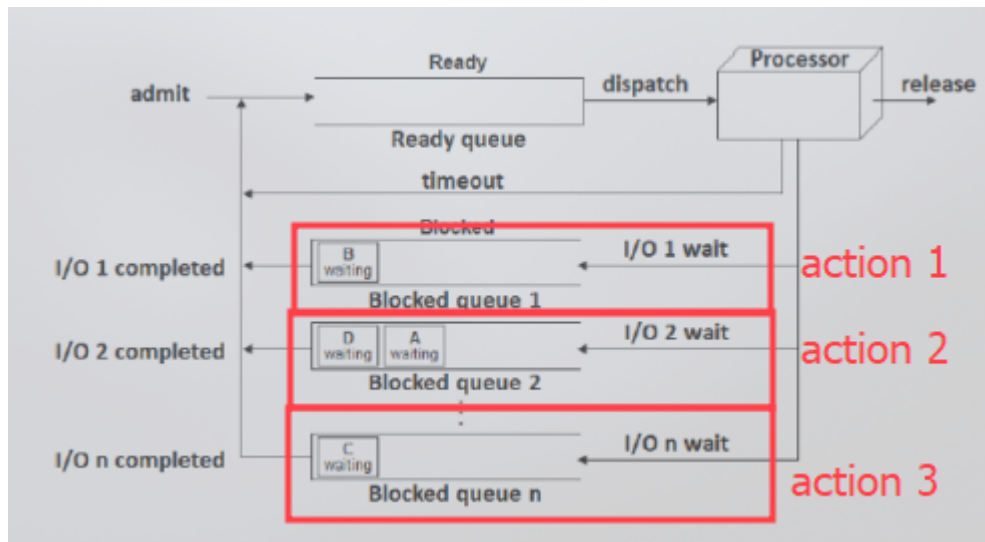 Ready
Processor
admit
dispatch
release
Ready queue
timeout
Blocked
I/O 1 completed
B
waiting
I/O 1 wait
action 1
Blocked queue 1
I/O 2 completed
D
waiting
A
waiting
I/O 2 wait
action 2
Blocked queue 2
I/O n completed
C
waiting
I/O n wait
action 3
Blocked queue n